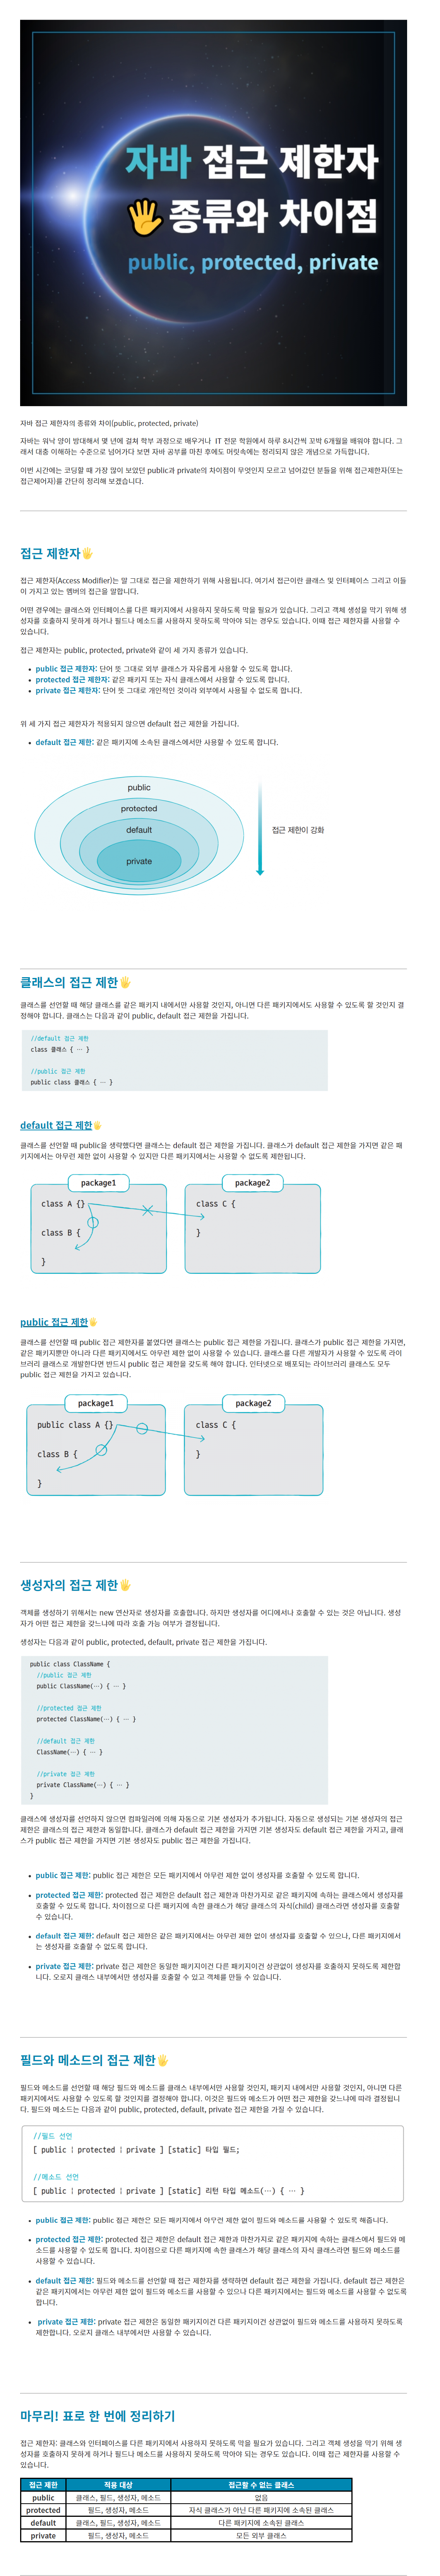 자바 접근 제한자
🖐종류와 차이점
public, protected, private
자바 접근 제한자의 종류와 차이(public, protected, private)
자바는 워낙 양이 방대해서 몇 년에 걸쳐 학부 과정으로 배우거나 IT 전문 학원에서 하루 8시간씩 꼬박 6개월을 배워야 합니다. 그
래서 대충 이해하는 수준으로 넘어가다 보면 자바 공부를 마친 후에도 머릿속에는 정리되지 않은 개념으로 가득합니다.
이번 시간에는 코딩할 때 가장 많이 보았던 public과 private의 차이점이 무엇인지 모르고 넘어갔던 분들을 위해 접근제한자(또는
접근제어자)를 간단히 정리해 보겠습니다.
접근 제한자🖐
접근 제한자(Access Modifier)는 말 그대로 접근을 제한하기 위해 사용됩니다. 여기서 접근이란 클래스 및 인터페이스 그리고 이들
이 가지고 있는 멤버의 접근을 말합니다.
어떤 경우에는 클래스와 인터페이스를 다른 패키지에서 사용하지 못하도록 막을 필요가 있습니다. 그리고 객체 생성을 막기 위해 생
성자를 호출하지 못하게 하거나 필드나 메소드를 사용하지 못하도록 막아야 되는 경우도 있습니다. 이때 접근 제한자를 사용할 수
있습니다.
접근 제한자는 public, protected, private와 같이 세 가지 종류가 있습니다.
• public 접근 제한자: 단어 뜻 그대로 외부 클래스가 자유롭게 사용할 수 있도록 합니다.
• protected 접근 제한자: 같은 패키지 또는 자식 클래스에서 사용할 수 있도록 합니다.
• private 접근 제한자: 단어 뜻 그대로 개인적인 것이라 외부에서 사용될 수 없도록 합니다.
위 세 가지 접근 제한자가 적용되지 않으면 default 접근 제한을 가집니다.
• default 접근 제한: 같은 패키지에 소속된 클래스에서만 사용할 수 있도록 합니다.
public
protected
default
private
접근 제한이 강화
클래스의 접근 제한🖐
클래스를 선언할 때 해당 클래스를 같은 패키지 내에서만 사용할 것인지, 아니면 다른 패키지에서도 사용할 수 있도록 할 것인지 결
정해야 합니다. 클래스는 다음과 같이 public, default 접근 제한을 가집니다.
//default 접근 제한
class 클래스 { … }
//public 접근 제한
public class 클래스 { … }
default 접근 제한🖐
클래스를 선언할 때 public을 생략했다면 클래스는 default 접근 제한을 가집니다. 클래스가 default 접근 제한을 가지면 같은 패
키지에서는 아무런 제한 없이 사용할 수 있지만 다른 패키지에서는 사용할 수 없도록 제한됩니다.
package1
package2
class A {}
class C {
class B {
}
}
public 접근 제한🖐
클래스를 선언할 때 public 접근 제한자를 붙였다면 클래스는 public 접근 제한을 가집니다. 클래스가 public 접근 제한을 가지면,
같은 패키지뿐만 아니라 다른 패키지에서도 아무런 제한 없이 사용할 수 있습니다. 클래스를 다른 개발자가 사용할 수 있도록 라이
브러리 클래스로 개발한다면 반드시 public 접근 제한을 갖도록 해야 합니다. 인터넷으로 배포되는 라이브러리 클래스도 모두
public 접근 제한을 가지고 있습니다.
package1
package2
public class A {}
class C {
class B {
}
}
생성자의 접근 제한🖐
객체를 생성하기 위해서는 new 연산자로 생성자를 호출합니다. 하지만 생성자를 어디에서나 호출할 수 있는 것은 아닙니다. 생성
자가 어떤 접근 제한을 갖느냐에 따라 호출 가능 여부가 결정됩니다.
생성자는 다음과 같이 public, protected, default, private 접근 제한을 가집니다.
public class ClassName {
//public 접근 제한
public ClassName(…) { … }
//protected 접근 제한
protected ClassName(…) { … }
//default 접근 제한
ClassName(…) { … }
//private 접근 제한
private ClassName(…) { … }
}
클래스에 생성자를 선언하지 않으면 컴파일러에 의해 자동으로 기본 생성자가 추가됩니다. 자동으로 생성되는 기본 생성자의 접근
제한은 클래스의 접근 제한과 동일합니다. 클래스가 default 접근 제한을 가지면 기본 생성자도 default 접근 제한을 가지고, 클래
스가 public 접근 제한을 가지면 기본 생성자도 public 접근 제한을 가집니다.
• public 접근 제한: public 접근 제한은 모든 패키지에서 아무런 제한 없이 생성자를 호출할 수 있도록 합니다.
• protected 접근 제한: protected 접근 제한은 default 접근 제한과 마찬가지로 같은 패키지에 속하는 클래스에서 생성자를
호출할 수 있도록 합니다. 차이점으로 다른 패키지에 속한 클래스가 해당 클래스의 자식(child) 클래스라면 생성자를 호출할
수 있습니다.
• default 접근 제한: default 접근 제한은 같은 패키지에서는 아무런 제한 없이 생성자를 호출할 수 있으나, 다른 패키지에서
는 생성자를 호출할 수 없도록 합니다.
• private 접근 제한: private 접근 제한은 동일한 패키지이건 다른 패키지이건 상관없이 생성자를 호출하지 못하도록 제한합니
다. 오로지 클래스 내부에서만 생성자를 호출할 수 있고 객체를 만들 수 있습니다.
필드와 메소드의 접근 제한🖐
필드와 메소드를 선언할 때 해당 필드와 메소드를 클래스 내부에서만 사용할 것인지, 패키지 내에서만 사용할 것인지, 아니면 다른
패키지에서도 사용할 수 있도록 할 것인지를 결정해야 합니다. 이것은 필드와 메소드가 어떤 접근 제한을 갖느냐에 따라 결정됩니
다. 필드와 메소드는 다음과 같이 public, protected, default, private 접근 제한을 가질 수 있습니다.
//필드 선언
[ public ¦ protected ¦ private ] [static] 타입 필드;
//메소드 선언
[ public ¦ protected ¦ private ] [static] 리턴 타입 메소드(…) { … }
• public 접근 제한: public 접근 제한은 모든 패키지에서 아무런 제한 없이 필드와 메소드를 사용할 수 있도록 해줍니다.
• protected 접근 제한: protected 접근 제한은 default 접근 제한과 마찬가지로 같은 패키지에 속하는 클래스에서 필드와 메
소드를 사용할 수 있도록 합니다. 차이점으로 다른 패키지에 속한 클래스가 해당 클래스의 자식 클래스라면 필드와 메소드를
사용할 수 있습니다.
• default 접근 제한: 필드와 메소드를 선언할 때 접근 제한자를 생략하면 default 접근 제한을 가집니다. default 접근 제한은
같은 패키지에서는 아무런 제한 없이 필드와 메소드를 사용할 수 있으나 다른 패키지에서는 필드와 메소드를 사용할 수 없도록
합니다.
• private 접근 제한: private 접근 제한은 동일한 패키지이건 다른 패키지이건 상관없이 필드와 메소드를 사용하지 못하도록
제한합니다. 오로지 클래스 내부에서만 사용할 수 있습니다.
마무리! 표로 한 번에 정리하기
접근 제한자: 클래스와 인터페이스를 다른 패키지에서 사용하지 못하도록 막을 필요가 있습니다. 그리고 객체 생성을 막기 위해 생
성자를 호출하지 못하게 하거나 필드나 메소드를 사용하지 못하도록 막아야 되는 경우도 있습니다. 이때 접근 제한자를 사용할 수
있습니다.
접근 제한 적용 대상 접근할 수 없는 클래스
public 클래스, 필드, 생성자, 메소드 없음
protected 필드, 생성자, 메소드 자식 클래스가 아닌 다른 패키지에 소속된 클래스
default 클래스, 필드, 생성자, 메소드 다른 패키지에 소속된 클래스
private 필드, 생성자, 메소드 모든 외부 클래스